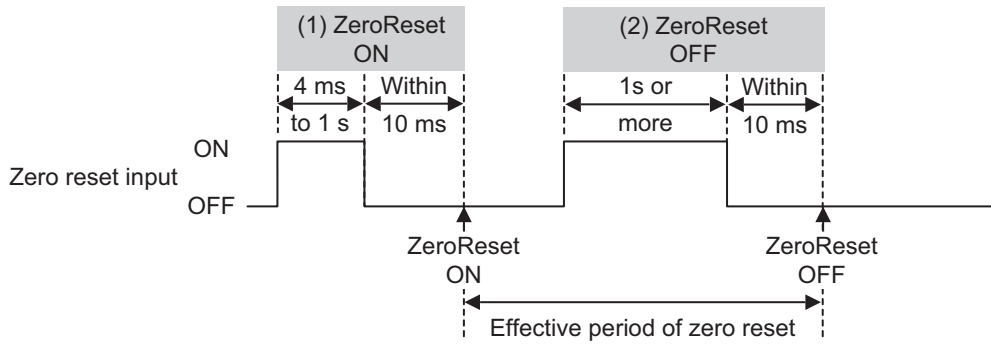 (1) ZeroReset
ON
(2) ZeroReset
OFF
4 ms
to 1 s
Within
10 ms
1s or
more
Within
10 ms
Zero reset input
ON
OFF
ZeroReset
ON
ZeroReset
OFF
Effective period of zero reset